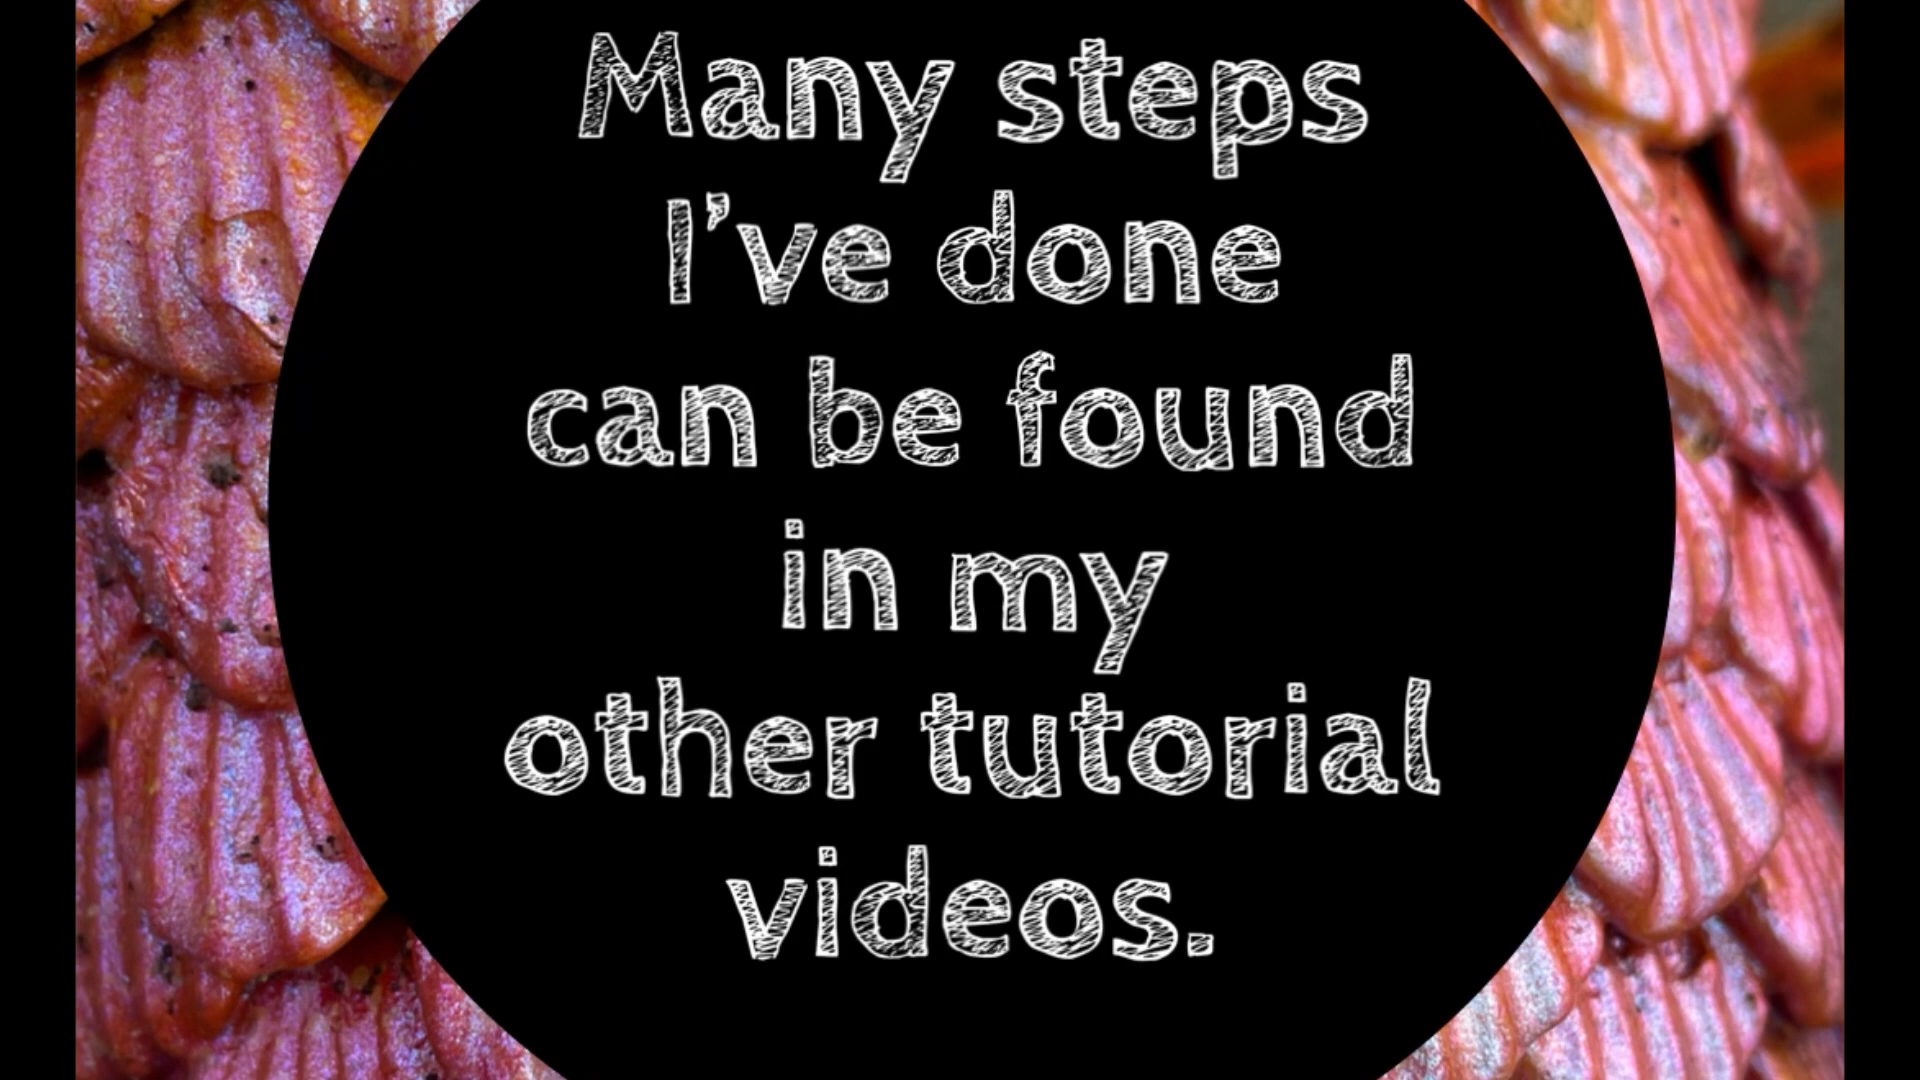 Many steps
I’ve done
can be found
in my
other tutorial
videos.